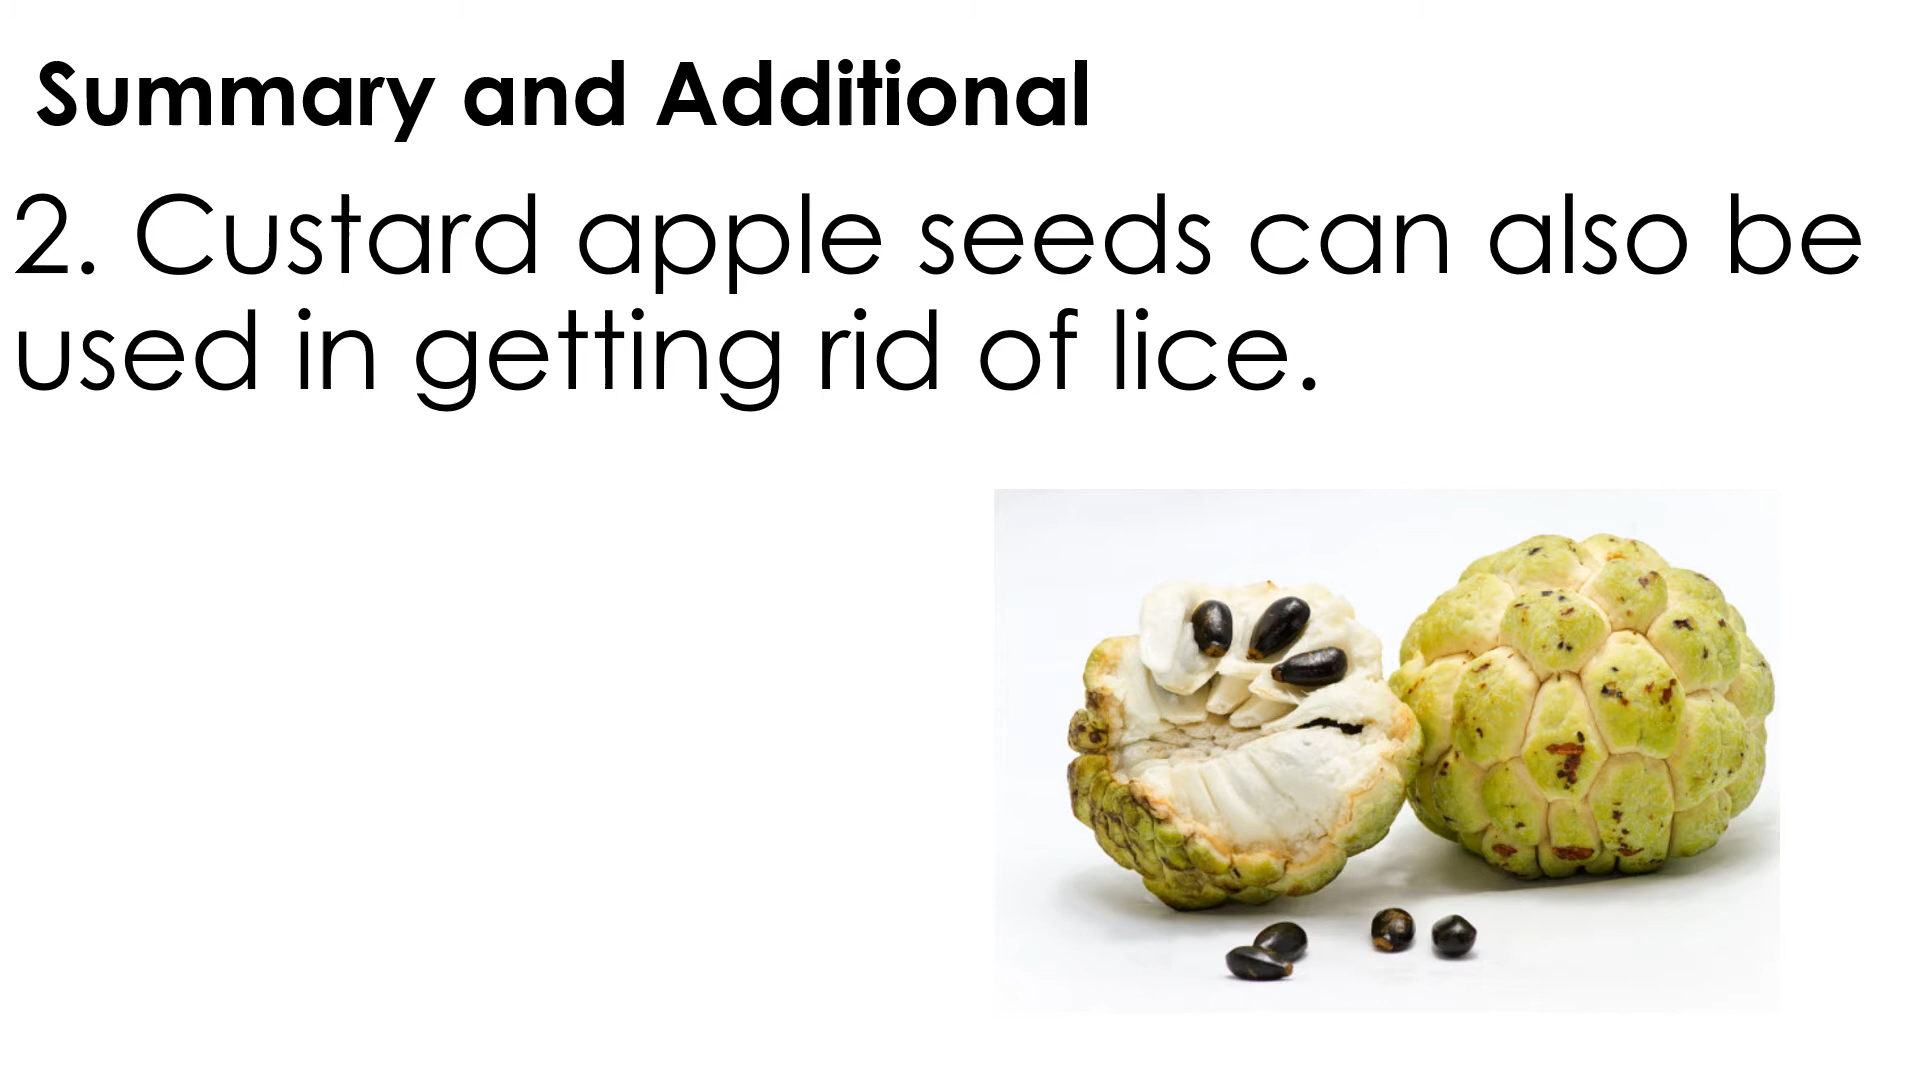 Summary and Additional
2. Custard apple seeds can also be
used in getting rid of lice.